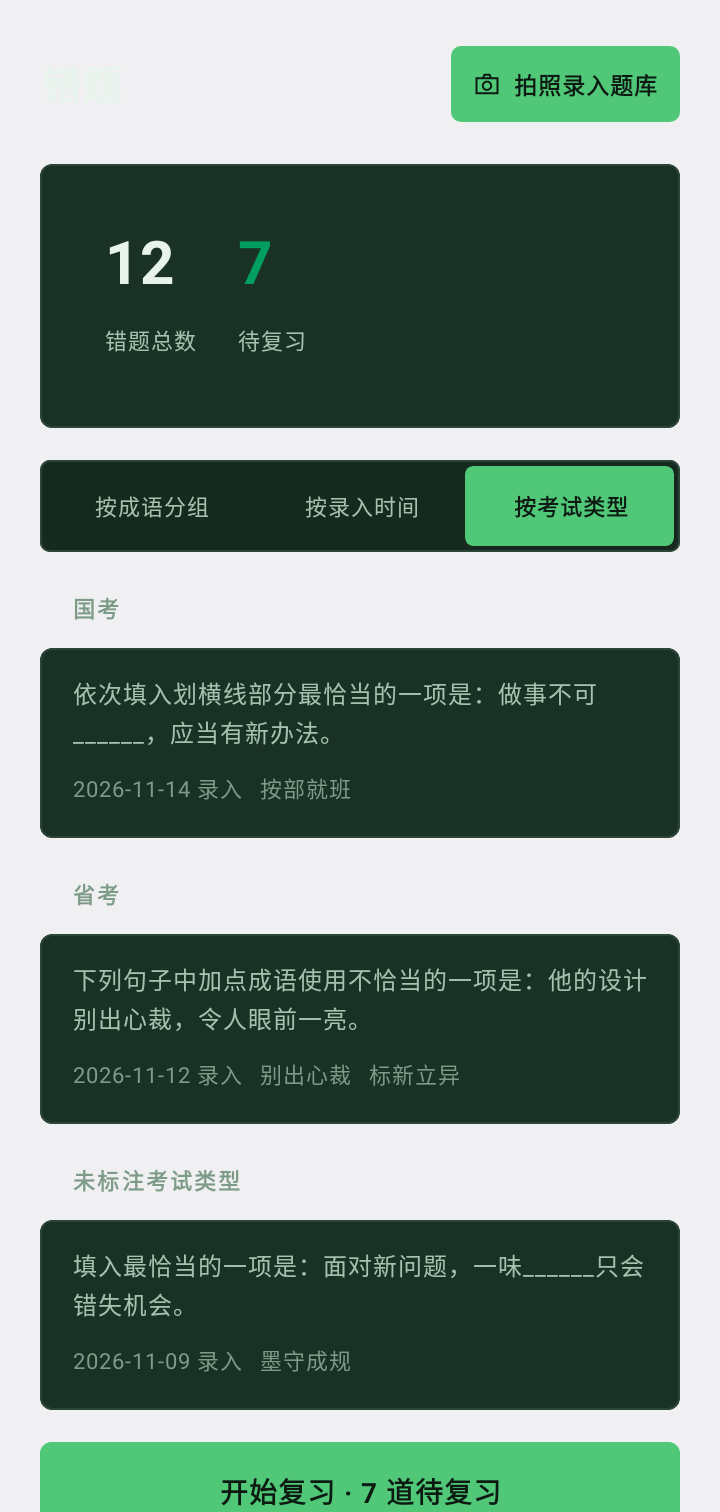 拍照录入题库
12
7
错题总数
待复习
按成语分组
按录入时间
按考试类型
国考
依次填入划横线部分最恰当的一项是：做事不可
______，应当有新办法。
2026-11-14 录入 按部就班
省考
下列句子中加点成语使用不恰当的一项是：他的设计
别出心裁，令人眼前一亮。
2026-11-12 录入 别出心裁 标新立异
未标注考试类型
填入最恰当的一项是：面对新问题，一味______只会
错失机会。
2026-11-09 录入 墨守成规
开始复习 · 7 道待复习